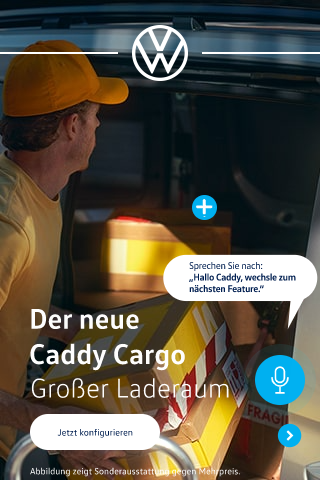 Sprechen Sie nach:
„Hallo Caddy, wechsle zum
nächsten Feature.“
Der neue
Caddy Cargo
Großer Laderaum
FRAGILE
Jetzt konfigurieren
Abbildung zeigt Sonderausstattung gegen Mehrpreis.